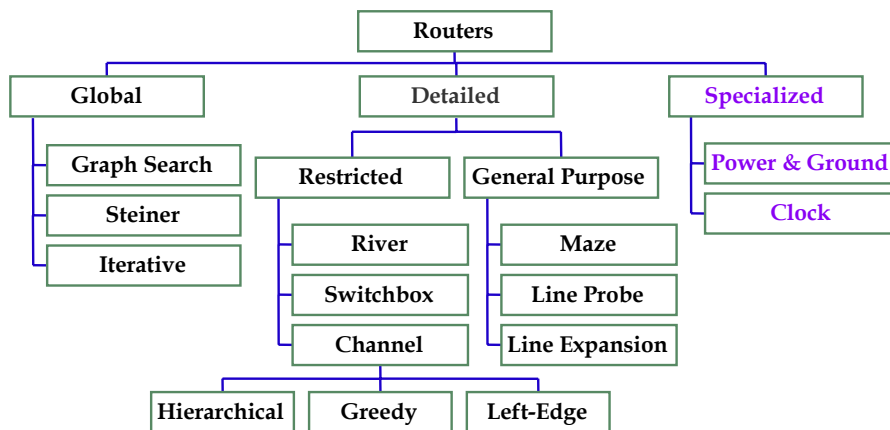 Routers
Global
Detailed
Specialized
Graph Search
Steiner
Iterative
Restricted
General Purpose
Power & Ground
Clock
River
Switchbox
Channel
Maze
Line Probe
Line Expansion
Hierarchical
Greedy
Left-Edge